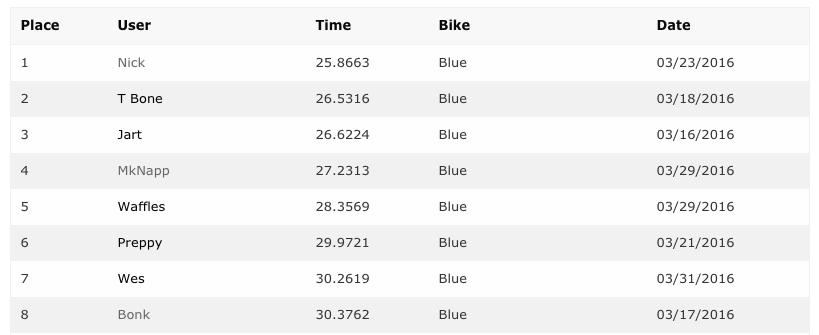 Place User Time Bike Date
1 Nick 25.8663 Blue 03/23/2016
2 T Bone 26.5316 Blue 03/18/2016
3 Jart 26.6224 Blue 03/16/2016
4 MkNapp 27.2313 Blue 03/29/2016
5 Waffles 28.3569 Blue 03/29/2016
6 Preppy 29.9721 Blue 03/21/2016
7 Wes 30.2619 Blue 03/31/2016
8 Bonk 30.3762 Blue 03/17/2016